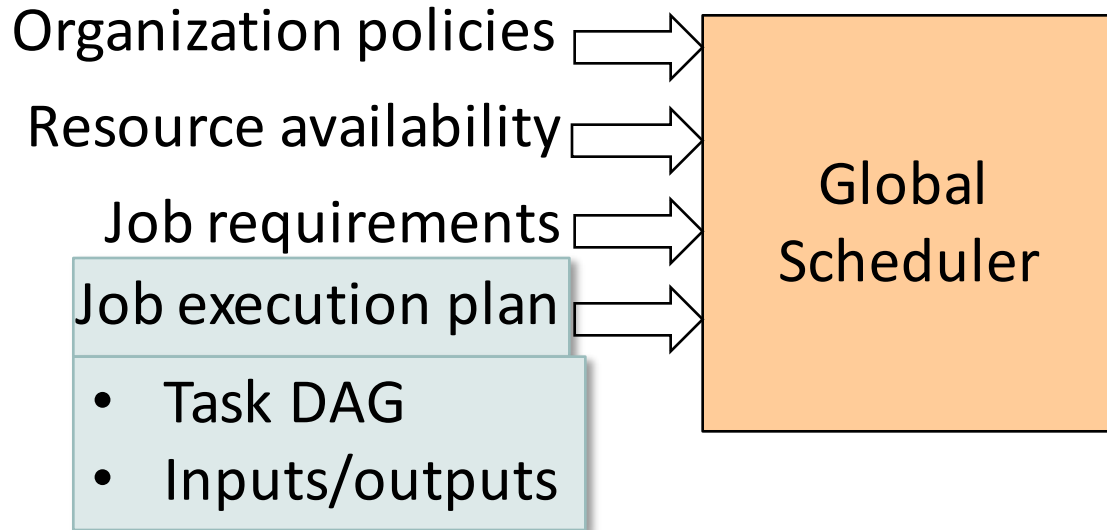 Organization policies
Resource availability
Job requirements
Job execution plan
• Task DAG
• Inputs/outputs
Global
Scheduler